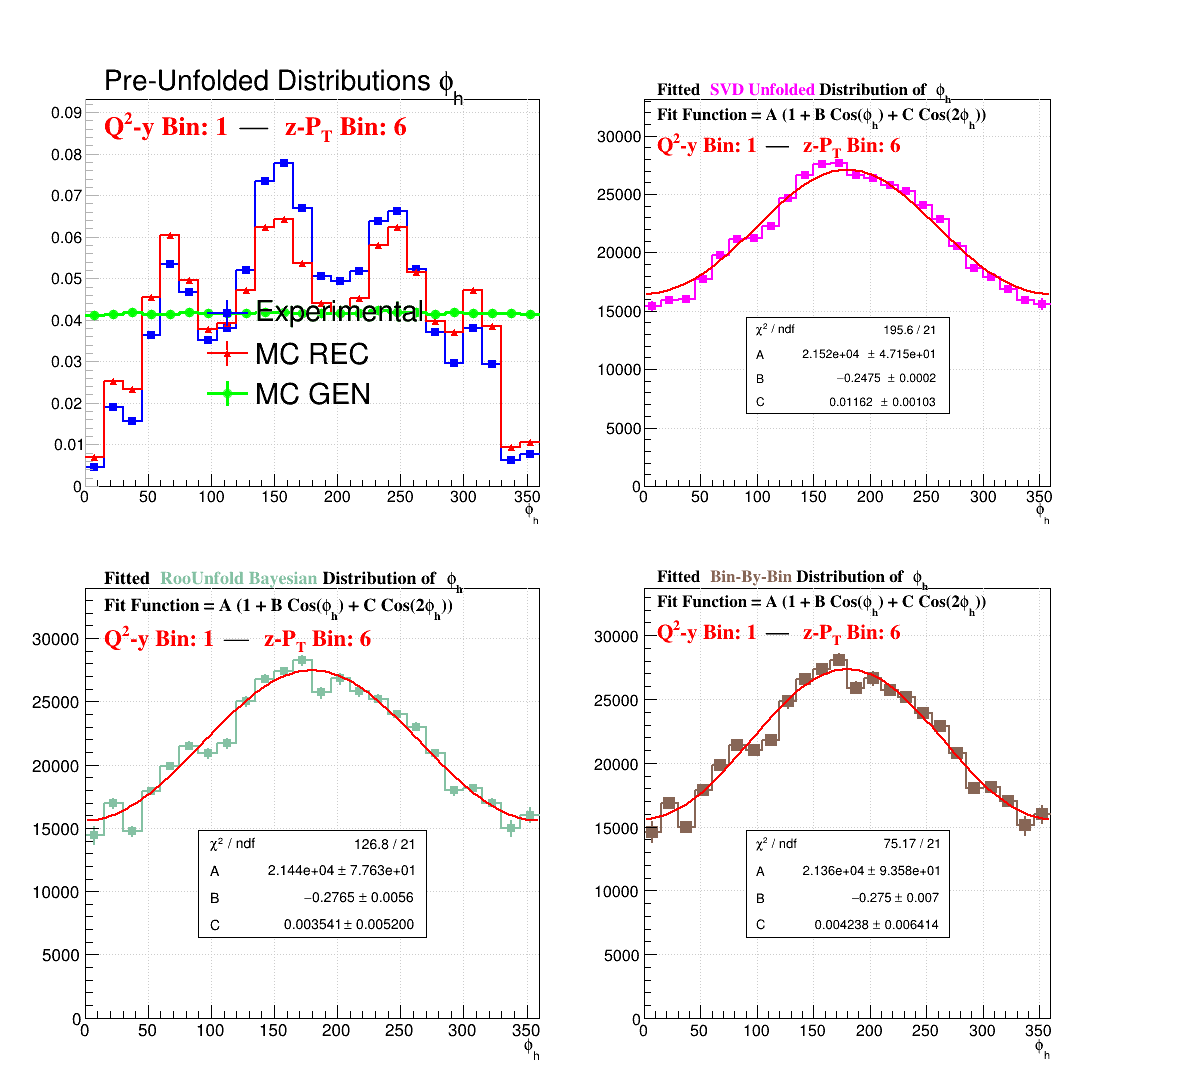 Pre-Unfolded Distributions ϕh
Q²-y Bin: 1 — z-PT Bin: 6
0.09
0.08
0.07
0.06
0.05
0.04
0.03
0.02
0.01
0
Experimental
MC REC
MC GEN
0 50 100 150 200 250 300 350
ϕh
Fitted SVD Unfolded Distribution of ϕh
Fit Function = A (1 + B Cos(ϕh) + C Cos(2ϕh))
Q²-y Bin: 1 — z-PT Bin: 6
30000
25000
20000
15000
10000
5000
0
χ² / ndf 195.6 / 21
A 2.152e+04 ± 4.715e+01
B −0.2475 ± 0.0002
C 0.01162 ± 0.00103
0 50 100 150 200 250 300 350
ϕh
Fitted RooUnfold Bayesian Distribution of ϕh
Fit Function = A (1 + B Cos(ϕh) + C Cos(2ϕh))
Q²-y Bin: 1 — z-PT Bin: 6
30000
25000
20000
15000
10000
5000
0
χ² / ndf 126.8 / 21
A 2.144e+04 ± 7.763e+01
B −0.2765 ± 0.0056
C 0.003541 ± 0.005200
0 50 100 150 200 250 300 350
ϕh
Fitted Bin-By-Bin Distribution of ϕh
Fit Function = A (1 + B Cos(ϕh) + C Cos(2ϕh))
Q²-y Bin: 1 — z-PT Bin: 6
30000
25000
20000
15000
10000
5000
0
χ² / ndf 75.17 / 21
A 2.136e+04 ± 9.358e+01
B −0.275 ± 0.007
C 0.004238 ± 0.006414
0 50 100 150 200 250 300 350
ϕh